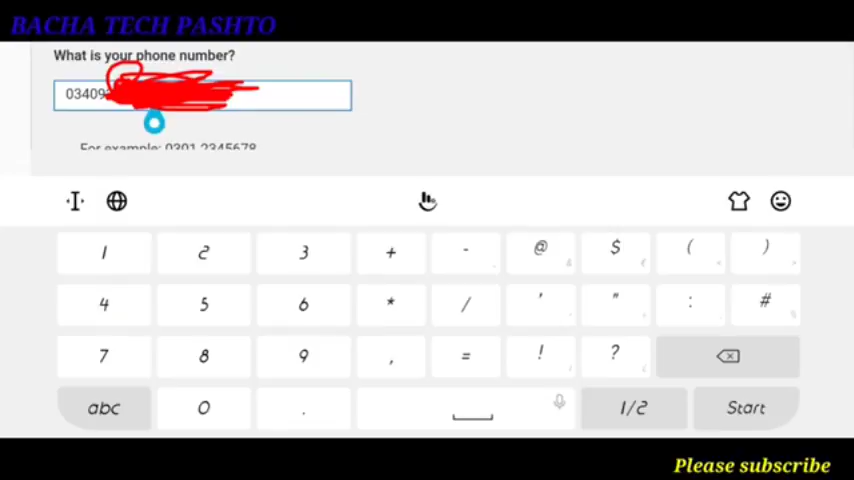 BACHA TECH PASHTO
What is your phone number?
0340
For example: 0301 2345678
1 2 3 + - @ $ ( )
4 5 6 * / ' " : #
7 8 9 , = ! ?
abc 0 . 1/2 Start
Please subscribe